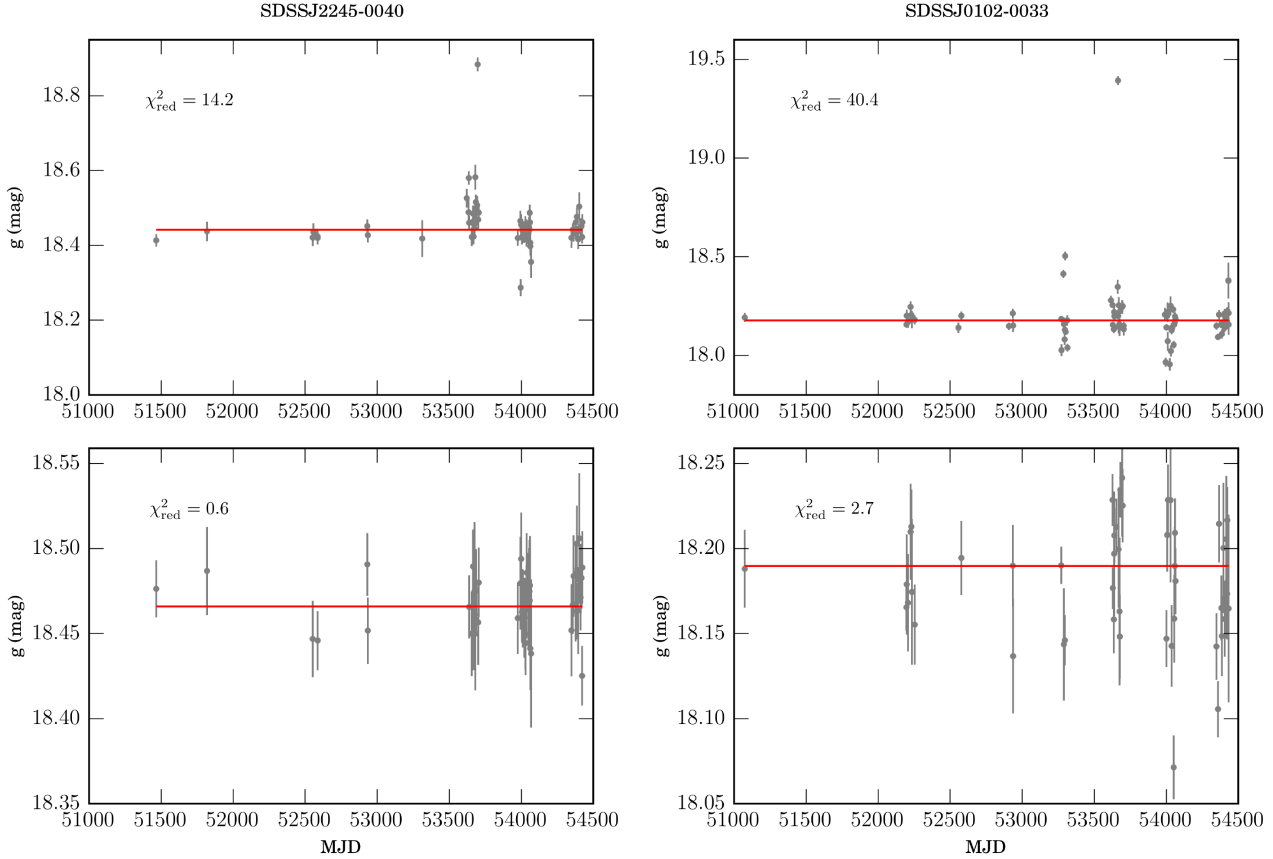 SDSSJ2245-0040
SDSSJ0102-0033
g (mag)
18.8
18.6
18.4
18.2
18.0
χ²red = 14.2
51000 51500 52000 52500 53000 53500 54000 54500
g (mag)
19.5
19.0
18.5
18.0
χ²red = 40.4
51000 51500 52000 52500 53000 53500 54000 54500
g (mag)
18.55
18.50
18.45
18.40
18.35
χ²red = 0.6
51000 51500 52000 52500 53000 53500 54000 54500
MJD
g (mag)
18.25
18.20
18.15
18.10
18.05
χ²red = 2.7
51000 51500 52000 52500 53000 53500 54000 54500
MJD